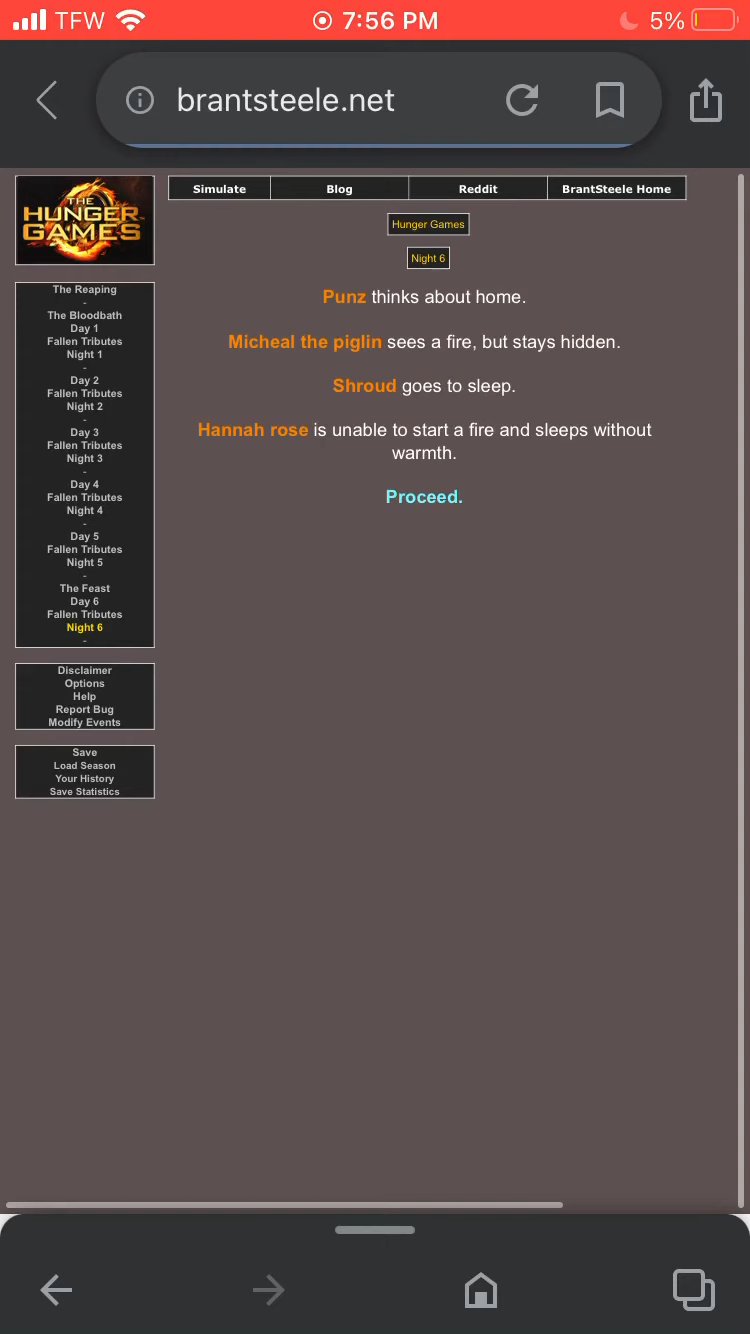 TFW 7:56 PM 5%
brantsteele.net
THE
HUNGER
GAMES
Simulate Blog Reddit BrantSteele Home
Hunger Games
Night 6
Punz thinks about home.
Micheal the piglin sees a fire, but stays hidden.
Shroud goes to sleep.
Hannah rose is unable to start a fire and sleeps without
warmth.
Proceed.
The Reaping
-
The Bloodbath
Day 1
Fallen Tributes
Night 1
-
Day 2
Fallen Tributes
Night 2
-
Day 3
Fallen Tributes
Night 3
-
Day 4
Fallen Tributes
Night 4
-
Day 5
Fallen Tributes
Night 5
-
The Feast
Day 6
Fallen Tributes
Night 6
-
Disclaimer
Options
Help
Report Bug
Modify Events
Save
Load Season
Your History
Save Statistics